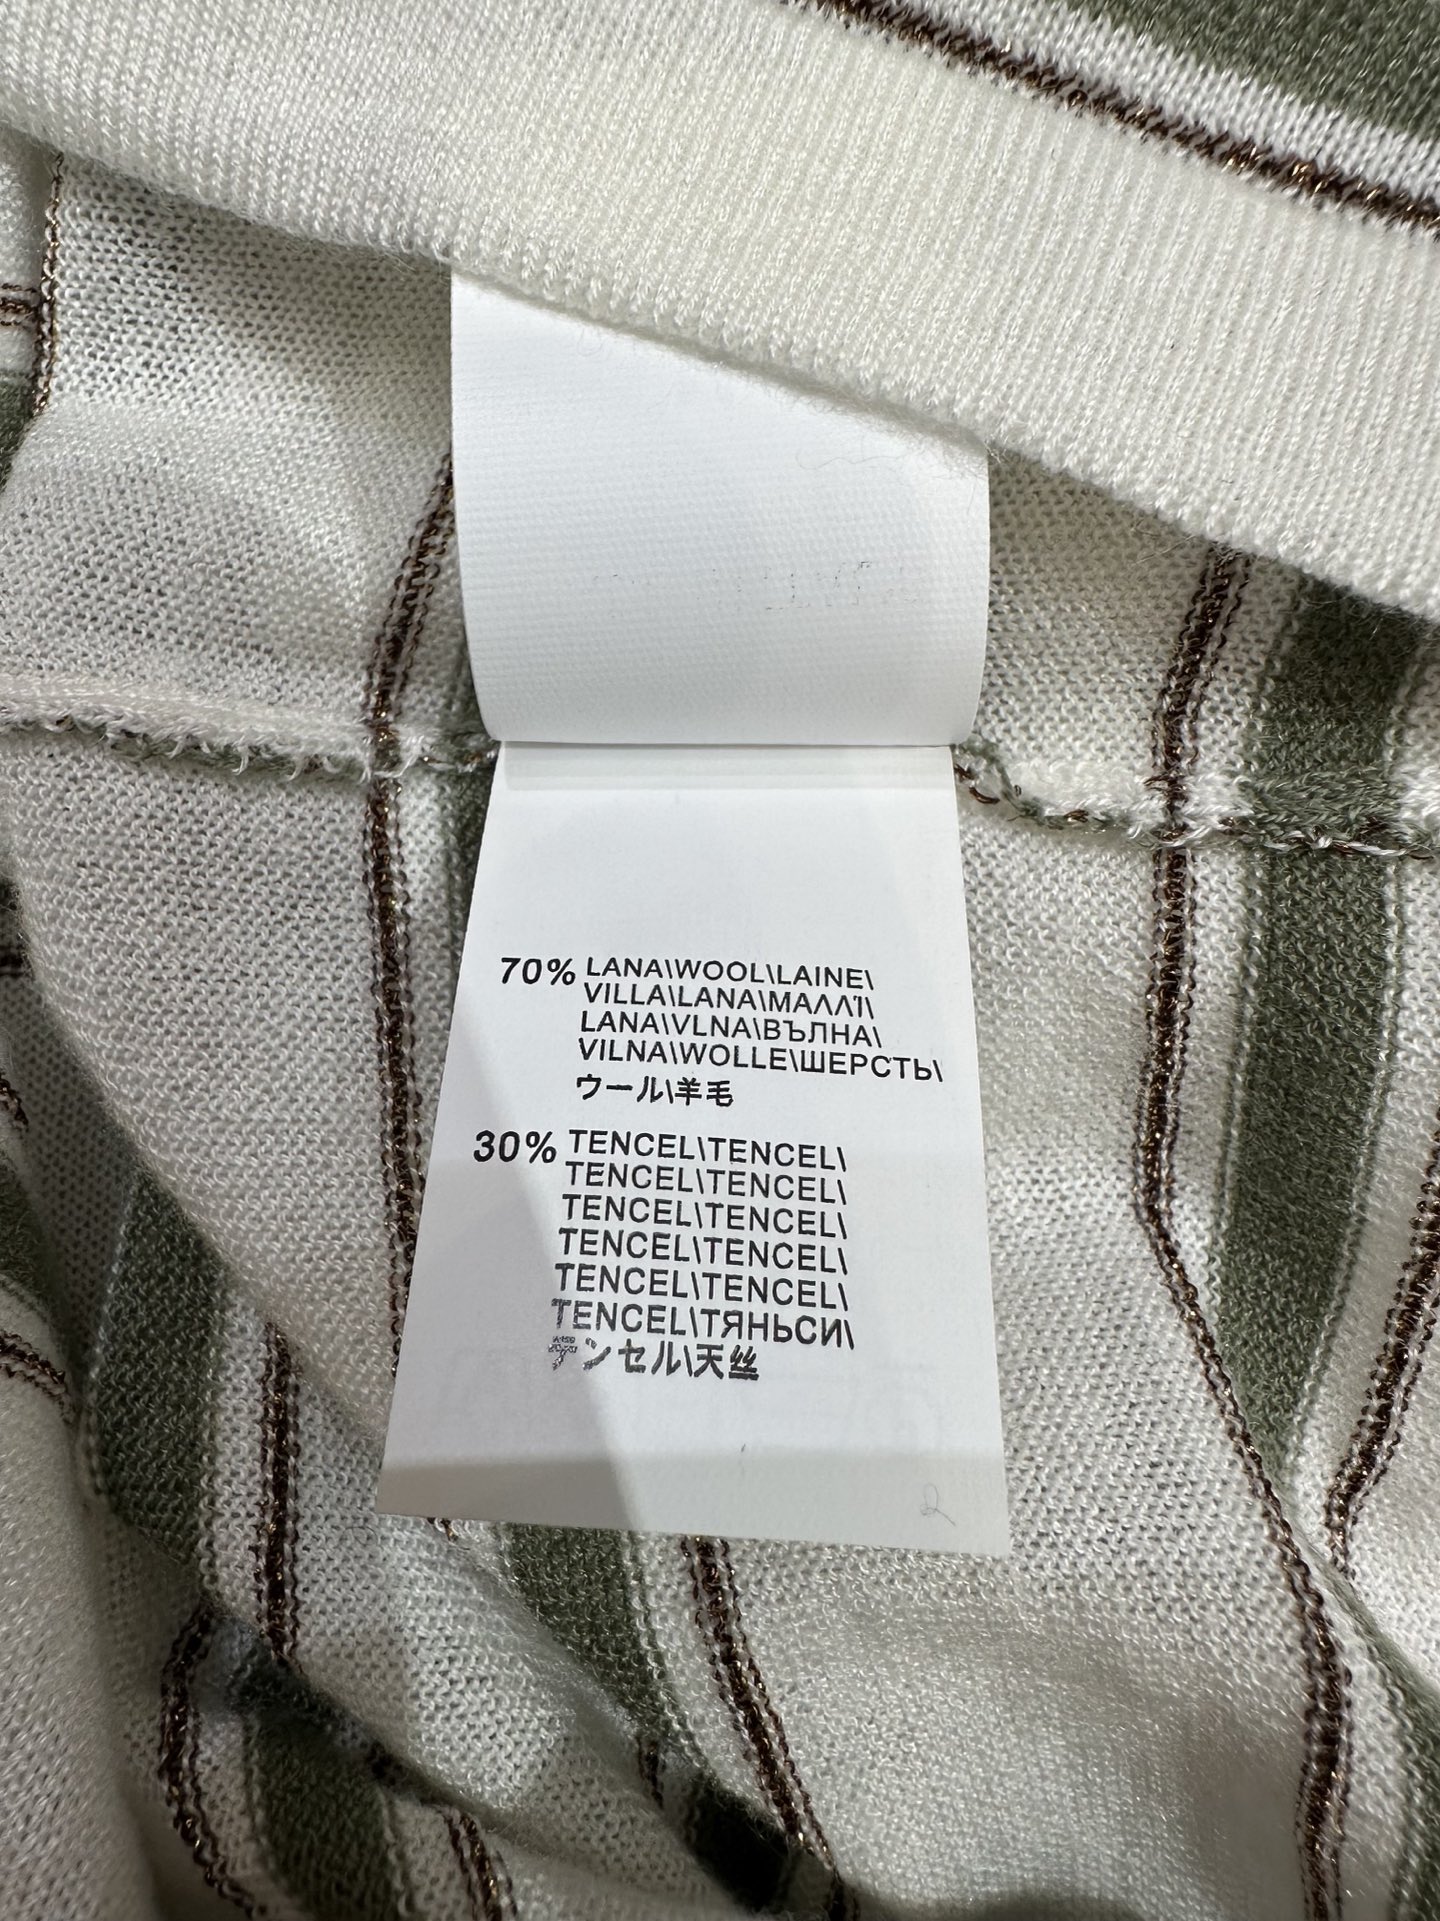 70% LANA\WOOL\LAINE\
VILLA\LANA\ΜΑΛΛΊ\
LANA\VLNA\ВЪЛНА\
VILNA\WOLLE\ШЕРСТЬ\
ウール\羊毛
30% TENCEL\TENCEL\
TENCEL\TENCEL\
TENCEL\TENCEL\
TENCEL\TENCEL\
TENCEL\TENCEL\
TENCEL\ТЯНЬСИ\
テンセル\天丝